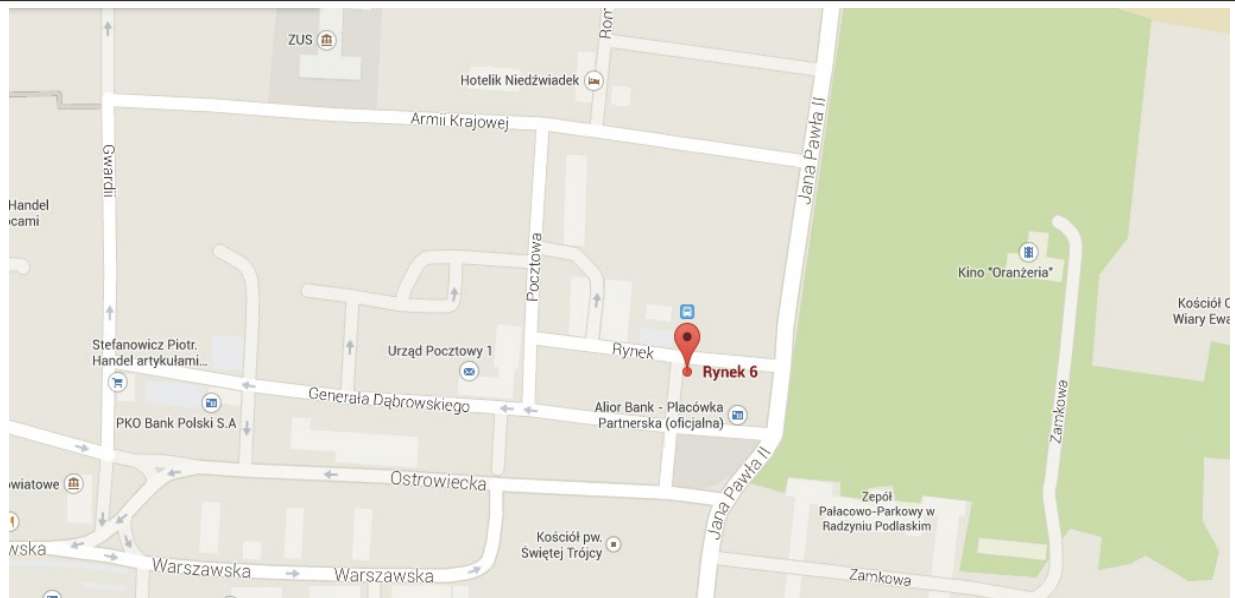 ZUS
Rom
Hotelik Niedźwiadek
Armii Krajowej
Jana Pawła II
Gwardii
Handel
ocami
Pocztowa
Kino "Oranżeria"
Kościół C
Wiary Ewa
Stefanowicz Piotr.
Handel artykułami...
Urząd Pocztowy 1
Rynek
Rynek 6
Generała Dąbrowskiego
Alior Bank - Placówka
Partnerska (oficjalna)
PKO Bank Polski S.A
Zamkowa
Jana Pawła II
Ostrowiecka
owiatowe
Zepół
Pałacowo-Parkowy w
Radzyniu Podlaskim
Kościół pw.
Świętej Trójcy
wska
Warszawska
Warszawska
Zamkowa